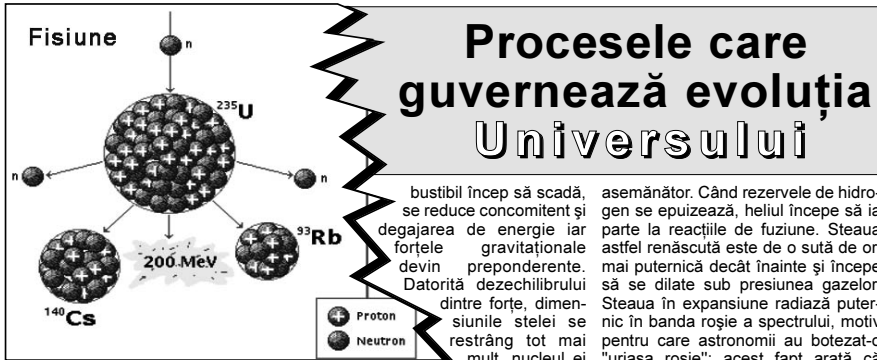 Fisiune
n
235U
n
n
200 MeV
93Rb
140Cs
Proton
Neutron
Procesele care
guvernează evoluția
Universului
bustibil încep să scadă,
se reduce concomitent şi
degajarea de energie iar
forțele gravitaționale
devin preponderente.
Datorită dezechilibrului
dintre forțe, dimen-
siunile stelei se
restrâng tot mai
mult, nucleul ei
asemănător. Când rezervele de hidro-
gen se epuizează, heliul începe să ia
parte la reacțiile de fuziune. Steaua
astfel renăscută este de o sută de ori
mai puternică decât înainte şi începe
să se dilate sub presiunea gazelor.
Steaua în expansiune radiază puter-
nic în banda roşie a spectrului, motiv
pentru care astronomii au botezat-o
"uriaşa roşie"; acest fapt arată că